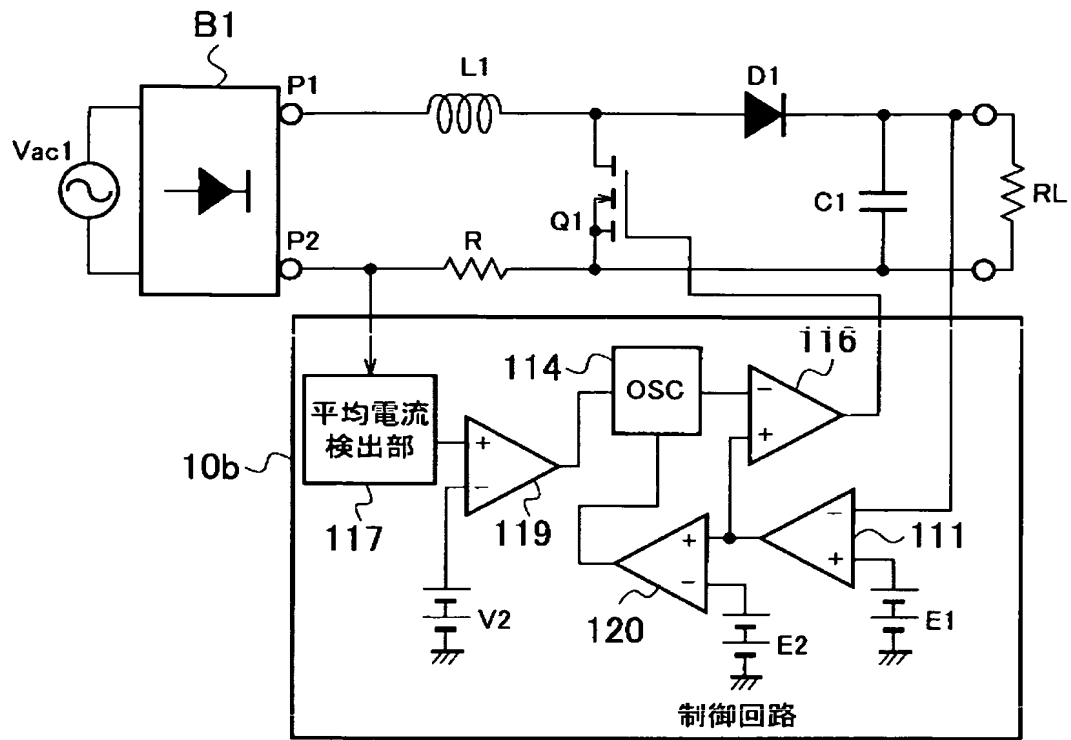 B1
P1
L1
D1
Vac1
C1
RL
Q1
P2
R
114
OSC
116
−
+
平均電流
検出部
+
−
10b
117
119
−
+
111
+
−
120
V2
E2
E1
制御回路